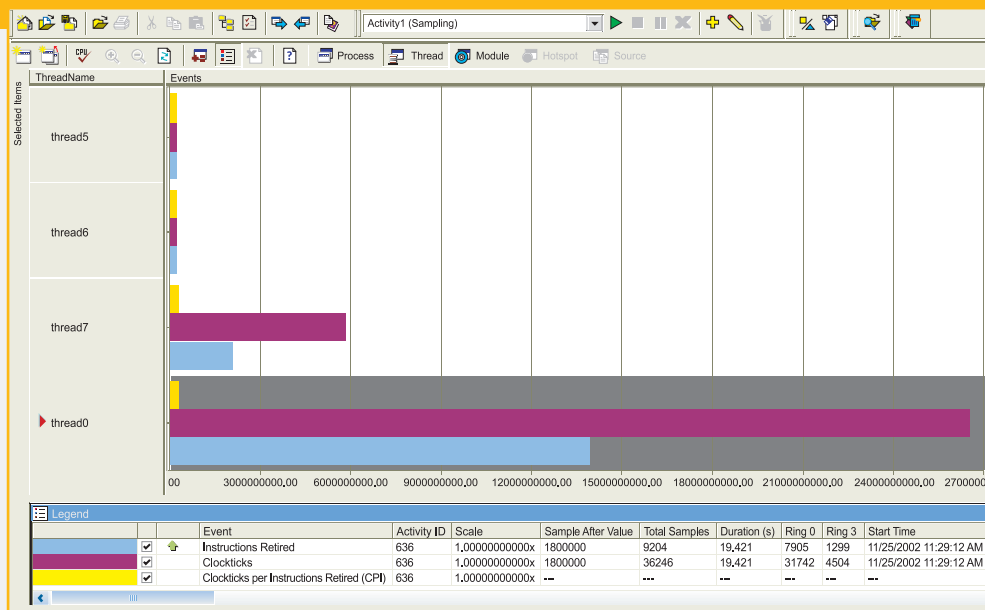 Activity1 (Sampling)
CPU
Process Thread Module Hotspot Source
Selected Items
ThreadName Events
thread5
thread6
thread7
thread0
00 3000000000.00 6000000000.00 9000000000.00 12000000000.00 15000000000.00 18000000000.00 21000000000.00 24000000000.00 2700000
Legend
Event Activity ID Scale Sample After Value Total Samples Duration (s) Ring 0 Ring 3 Start Time
Instructions Retired 636 1.00000000000x 1800000 9204 19,421 7905 1299 11/25/2002 11:29:12 AM
Clockticks 636 1.00000000000x 1800000 36246 19,421 31742 4504 11/25/2002 11:29:12 AM
Clockticks per Instructions Retired (CPI) 636 1.00000000000x --- --- --- --- --- ---